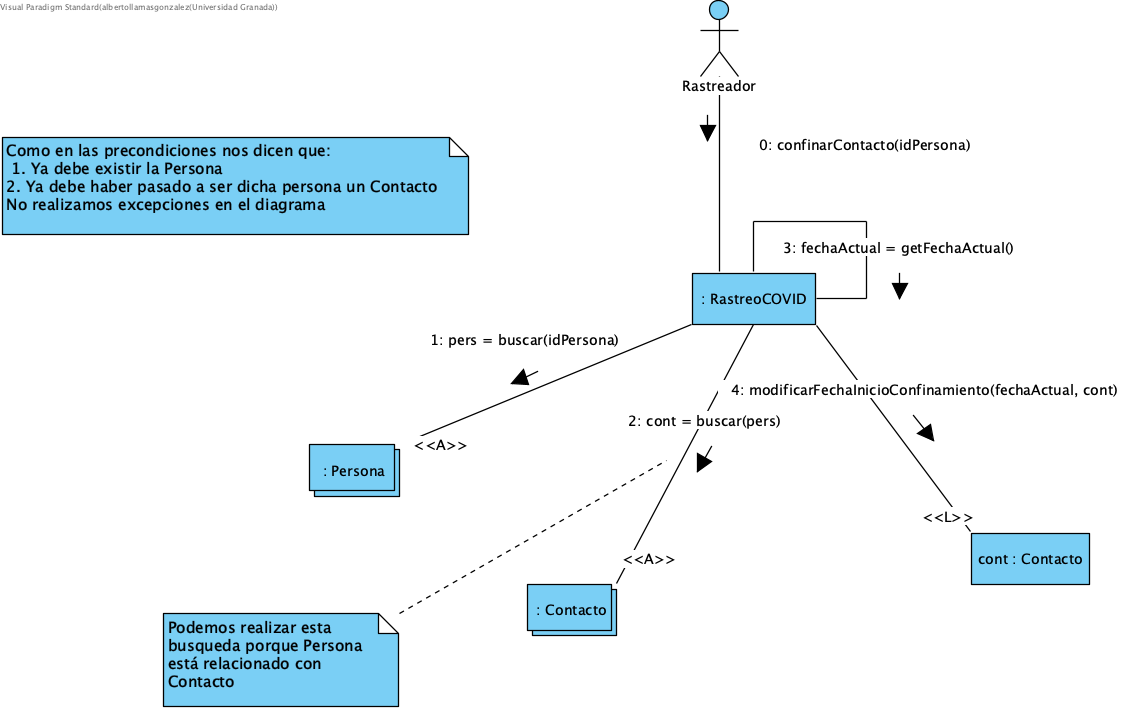 Visual Paradigm Standard(albertollamasgonzalez(Universidad Granada))
Rastreador
0: confinarContacto(idPersona)
Como en las precondiciones nos dicen que:
1. Ya debe existir la Persona
2. Ya debe haber pasado a ser dicha persona un Contacto
No realizamos excepciones en el diagrama
3: fechaActual = getFechaActual()
: RastreoCOVID
1: pers = buscar(idPersona)
4: modificarFechaInicioConfinamiento(fechaActual, cont)
2: cont = buscar(pers)
<<A>>
: Persona
<<L>>
<<A>>
cont : Contacto
: Contacto
Podemos realizar esta
busqueda porque Persona
está relacionado con
Contacto